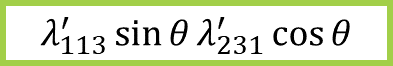 λ′₁₁₃ sin θ λ′₂₃₁ cos θ